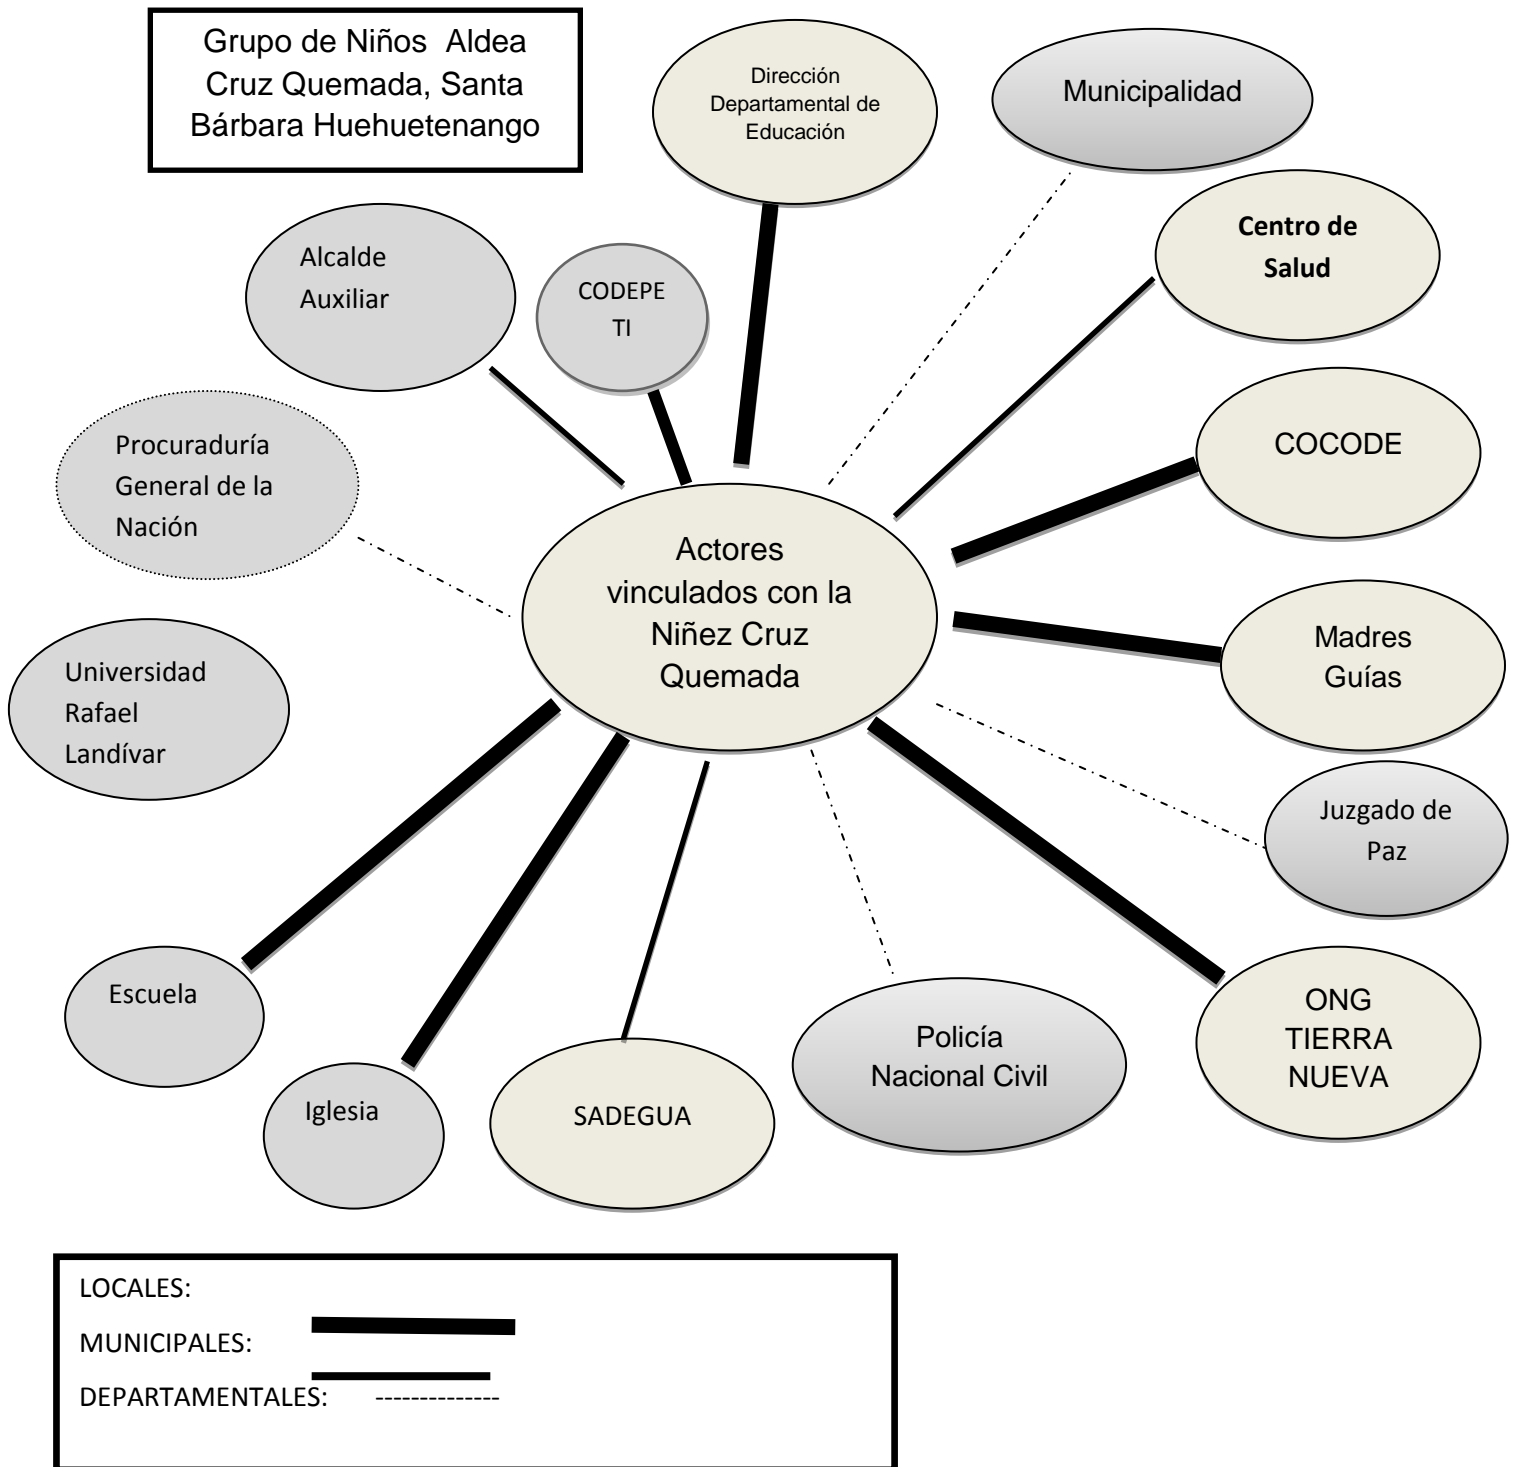 Grupo de Niños Aldea
Cruz Quemada, Santa
Bárbara Huehuetenango
Dirección
Departamental de
Educación
Municipalidad
Centro de
Salud
Alcalde
Auxiliar
CODEPE
TI
COCODE
Procuraduría
General de la
Nación
Actores
vinculados con la
Niñez Cruz
Quemada
Madres
Guías
Universidad
Rafael
Landívar
Juzgado de
Paz
Escuela
Iglesia
SADEGUA
Policía
Nacional Civil
ONG
TIERRA
NUEVA
LOCALES:
MUNICIPALES:
DEPARTAMENTALES: --------------